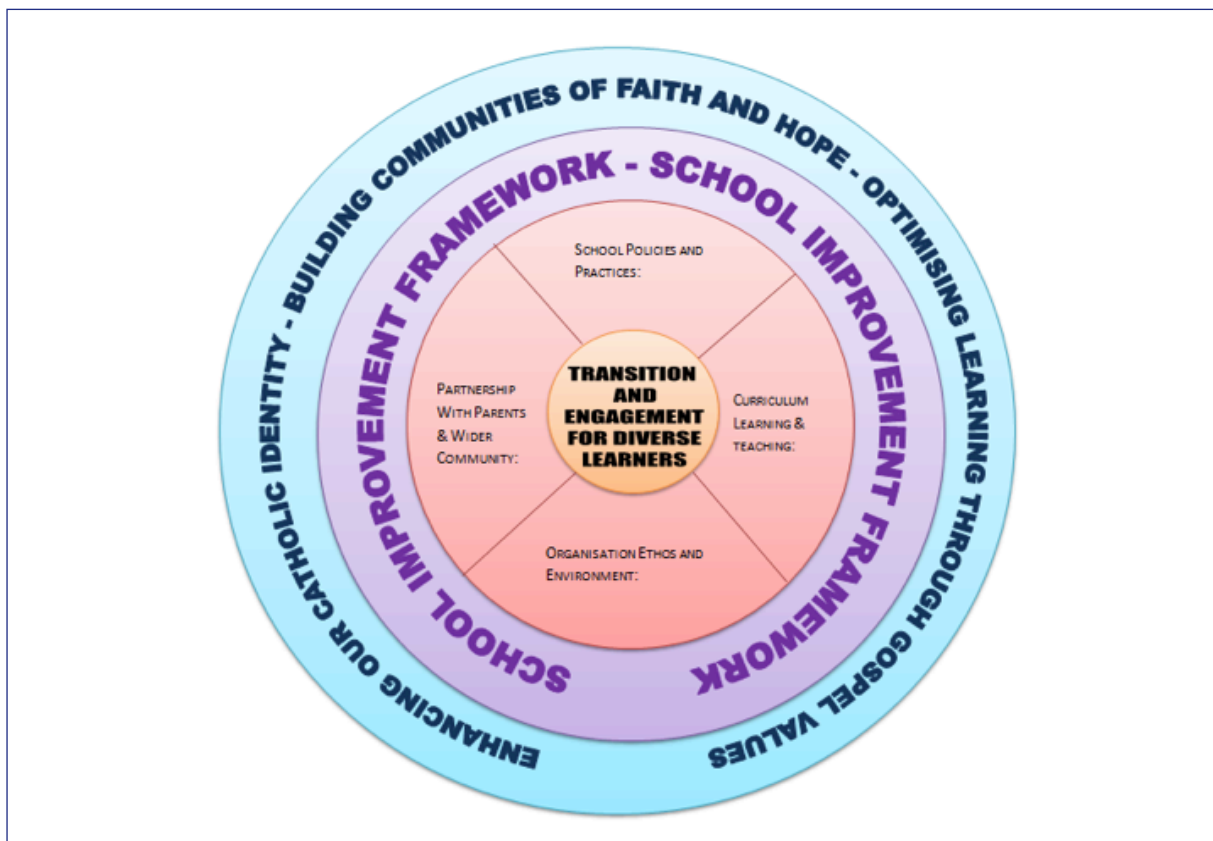 ENHANCING OUR CATHOLIC IDENTITY - BUILDING COMMUNITIES OF FAITH AND HOPE - OPTIMISING LEARNING THROUGH GOSPEL VALUES
SCHOOL IMPROVEMENT FRAMEWORK - SCHOOL IMPROVEMENT FRAMEWORK
SCHOOL POLICIES AND
PRACTICES:
PARTNERSHIP
WITH PARENTS
& WIDER
COMMUNITY:
TRANSITION
AND
ENGAGEMENT
FOR DIVERSE
LEARNERS
CURRICULUM
LEARNING &
TEACHING:
ORGANISATION ETHOS AND
ENVIRONMENT: